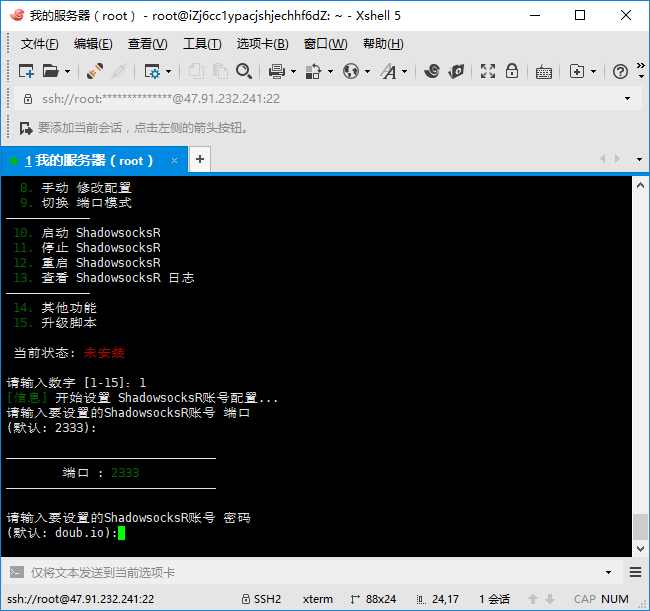 我的服务器（root） - root@iZj6cc1ypacjshjechhf6dZ: ~ - Xshell 5
文件(F) 编辑(E) 查看(V) 工具(T) 选项卡(B) 窗口(W) 帮助(H)
ssh://root:**************@47.91.232.241:22
要添加当前会话，点击左侧的箭头按钮。
1 我的服务器（root） × +
8. 手动 修改配置
9. 切换 端口模式
10. 启动 ShadowsocksR
11. 停止 ShadowsocksR
12. 重启 ShadowsocksR
13. 查看 ShadowsocksR 日志
14. 其他功能
15. 升级脚本
当前状态: 未安装
请输入数字 [1-15]: 1
[信息] 开始设置 ShadowsocksR账号配置...
请输入要设置的ShadowsocksR账号 端口
(默认: 2333):
端口 : 2333
请输入要设置的ShadowsocksR账号 密码
(默认: doub.io):
仅将文本发送到当前选项卡
ssh://root@47.91.232.241:22 SSH2 xterm 88x24 24,17 1 会话 CAP NUM